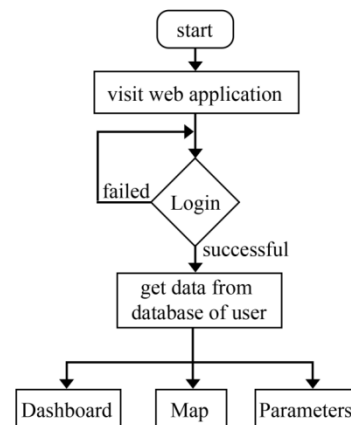 start
visit web application
failed
Login
successful
get data from
database of user
Dashboard
Map
Parameters